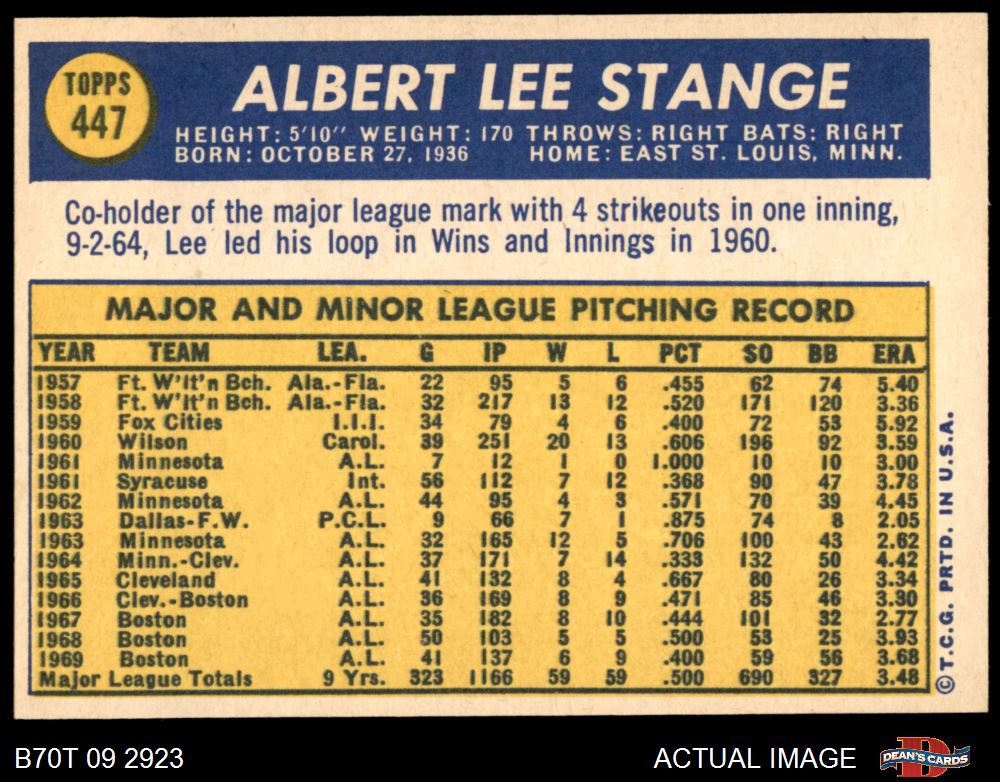 TOPPS
447
ALBERT LEE STANGE
HEIGHT: 5'10" WEIGHT: 170 THROWS: RIGHT BATS: RIGHT
BORN: OCTOBER 27, 1936 HOME: EAST ST. LOUIS, MINN.
Co-holder of the major league mark with 4 strikeouts in one inning,
9-2-64, Lee led his loop in Wins and Innings in 1960.
MAJOR AND MINOR LEAGUE PITCHING RECORD
YEAR TEAM LEA. G IP W L PCT SO BB ERA
1957 Ft. W'lt'n Bch. Ala.-Fla. 22 95 5 6 .455 62 74 5.40
1958 Ft. W'lt'n Bch. Ala.-Fla. 32 217 13 12 .520 171 120 3.36
1959 Fox Cities I.I.I. 34 79 4 6 .400 72 53 5.92
1960 Wilson Carol. 39 251 20 13 .606 196 92 3.59
1961 Minnesota A.L. 7 12 1 0 1.000 10 10 3.00
1961 Syracuse Int. 56 112 7 12 .368 90 47 3.78
1962 Minnesota A.L. 44 95 4 3 .571 70 39 4.45
1963 Dallas-F.W. P.C.L. 9 66 7 1 .875 74 8 2.05
1963 Minnesota A.L. 32 165 12 5 .706 100 43 2.62
1964 Minn.-Clev. A.L. 37 171 7 14 .333 132 50 4.42
1965 Cleveland A.L. 41 132 8 4 .667 80 26 3.34
1966 Clev.-Boston A.L. 36 169 8 9 .471 85 46 3.30
1967 Boston A.L. 35 182 8 10 .444 101 32 2.77
1968 Boston A.L. 50 103 5 5 .500 53 25 3.93
1969 Boston A.L. 41 137 6 9 .400 59 56 3.68
Major League Totals 9 Yrs. 323 1166 59 59 .500 690 327 3.48
© T.C.G. PRTD. IN U.S.A.
B70T 09 2923
ACTUAL IMAGE
DEAN'S CARDS